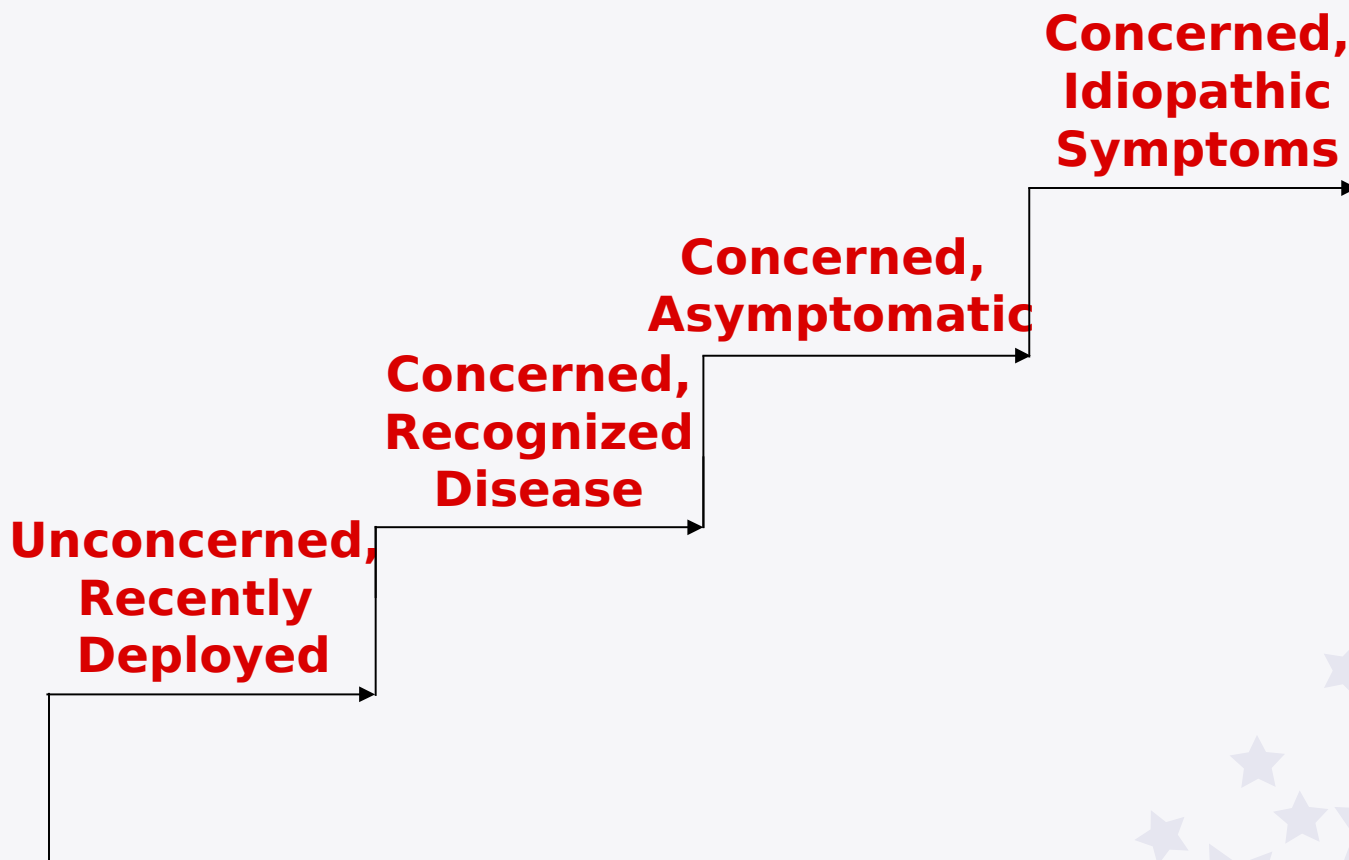 Concerned,
Idiopathic
Symptoms
Concerned,
Asymptomatic
Concerned,
Recognized
Disease
Unconcerned,
Recently
Deployed